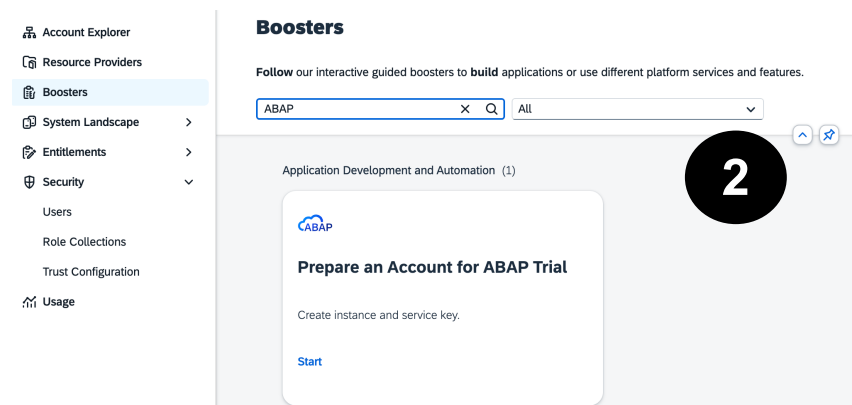 Account Explorer
Resource Providers
Boosters
System Landscape
Entitlements
Security
Users
Role Collections
Trust Configuration
Usage
Boosters
Follow our interactive guided boosters to build applications or use different platform services and features.
ABAP
All
2
Application Development and Automation (1)
ABAP
Prepare an Account for ABAP Trial
Create instance and service key.
Start